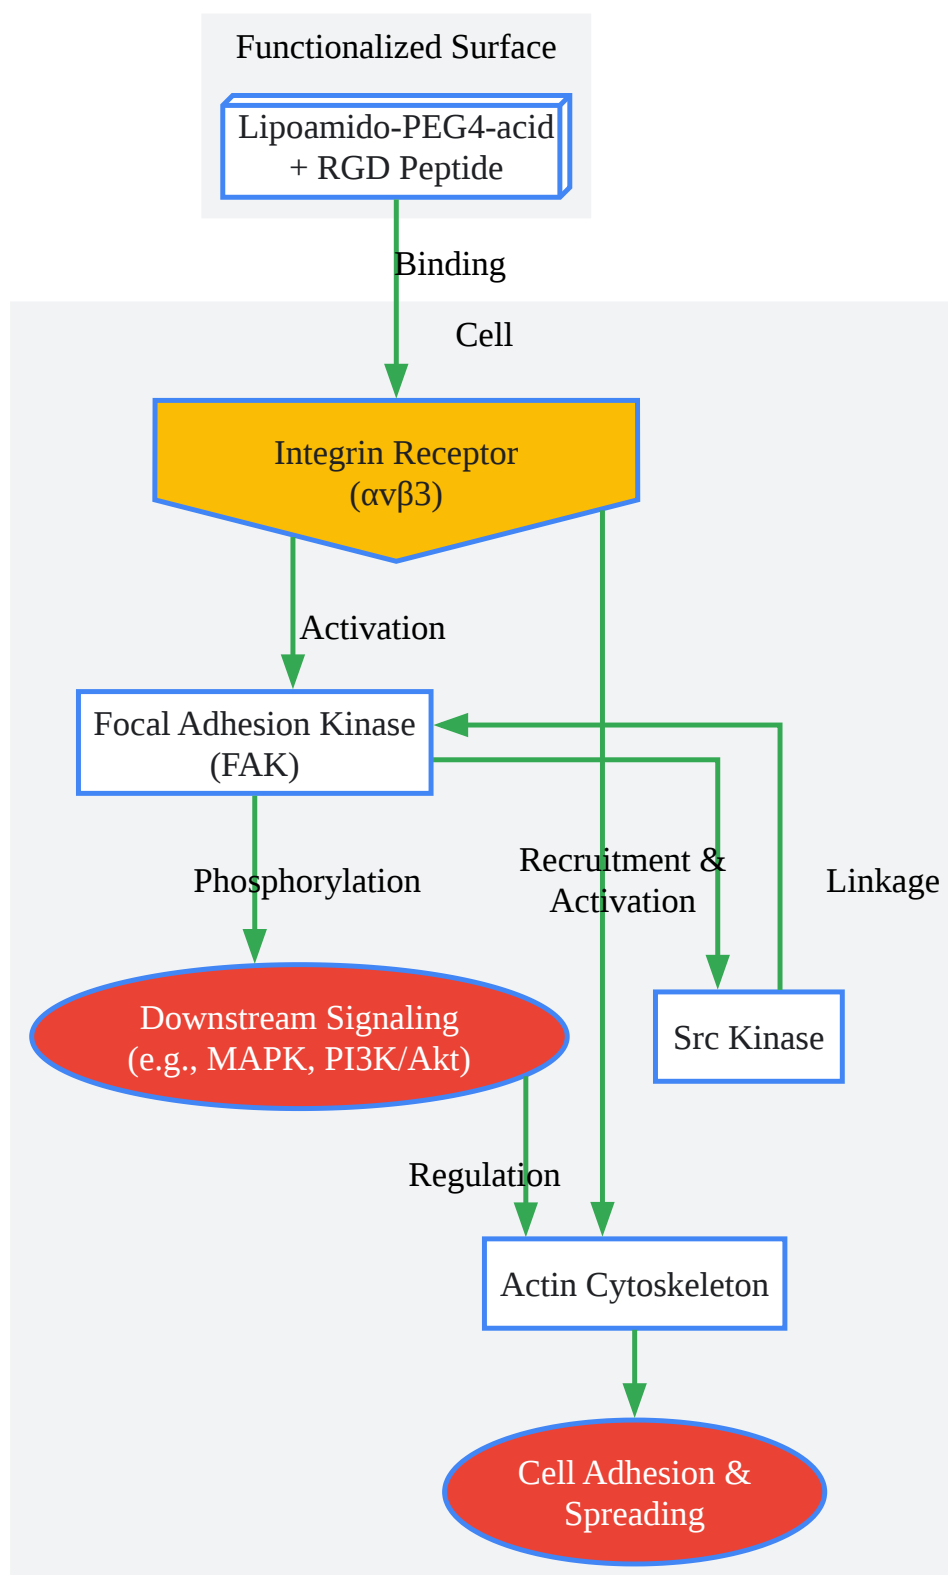 Functionalized Surface
Lipoamido-PEG4-acid
+ RGD Peptide
Binding
Cell
Integrin Receptor
(αvβ3)
Activation
Focal Adhesion Kinase
(FAK)
Phosphorylation
Recruitment &
Activation
Linkage
Downstream Signaling
(e.g., MAPK, PI3K/Akt)
Src Kinase
Regulation
Actin Cytoskeleton
Cell Adhesion &
Spreading